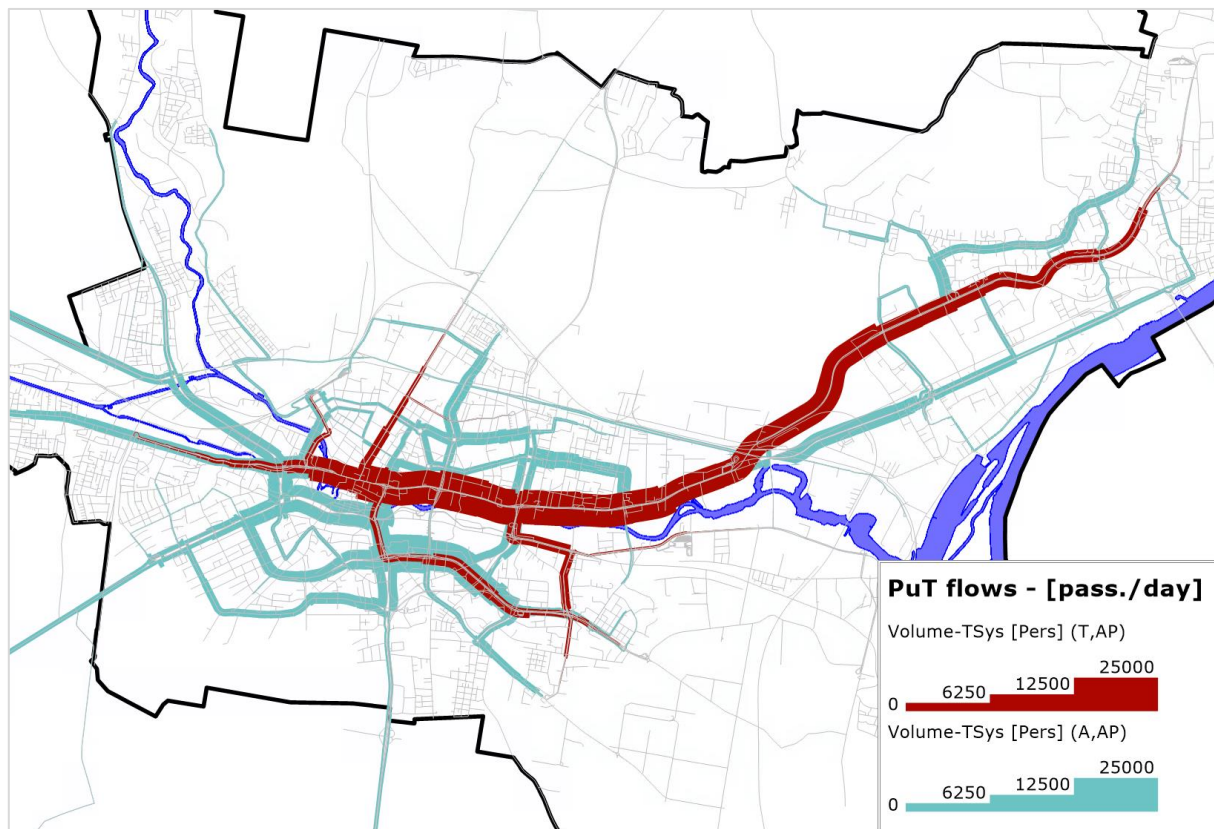 PuT flows - [pass./day]
Volume-TSys [Pers] (T,AP)
0 6250 12500 25000
Volume-TSys [Pers] (A,AP)
0 6250 12500 25000